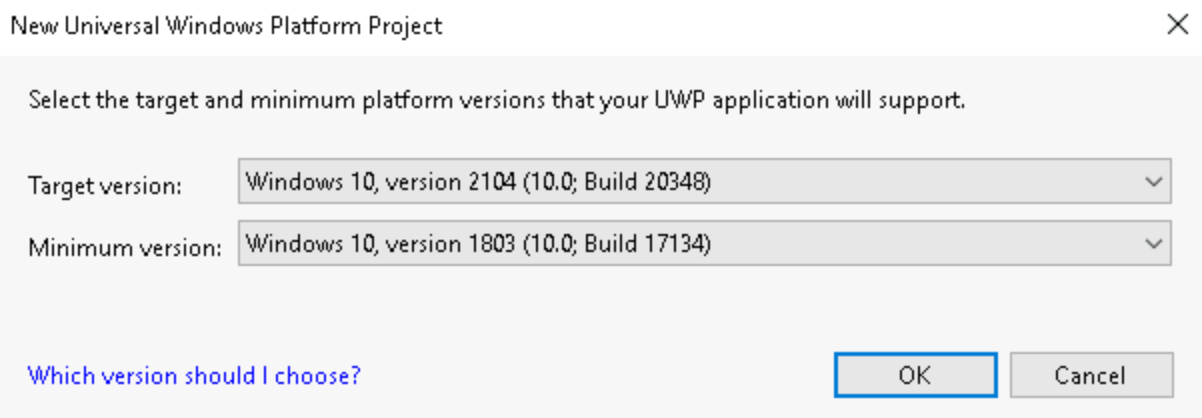 New Universal Windows Platform Project
Select the target and minimum platform versions that your UWP application will support.
Target version: Windows 10, version 2104 (10.0; Build 20348)
Minimum version: Windows 10, version 1803 (10.0; Build 17134)
Which version should I choose? OK Cancel